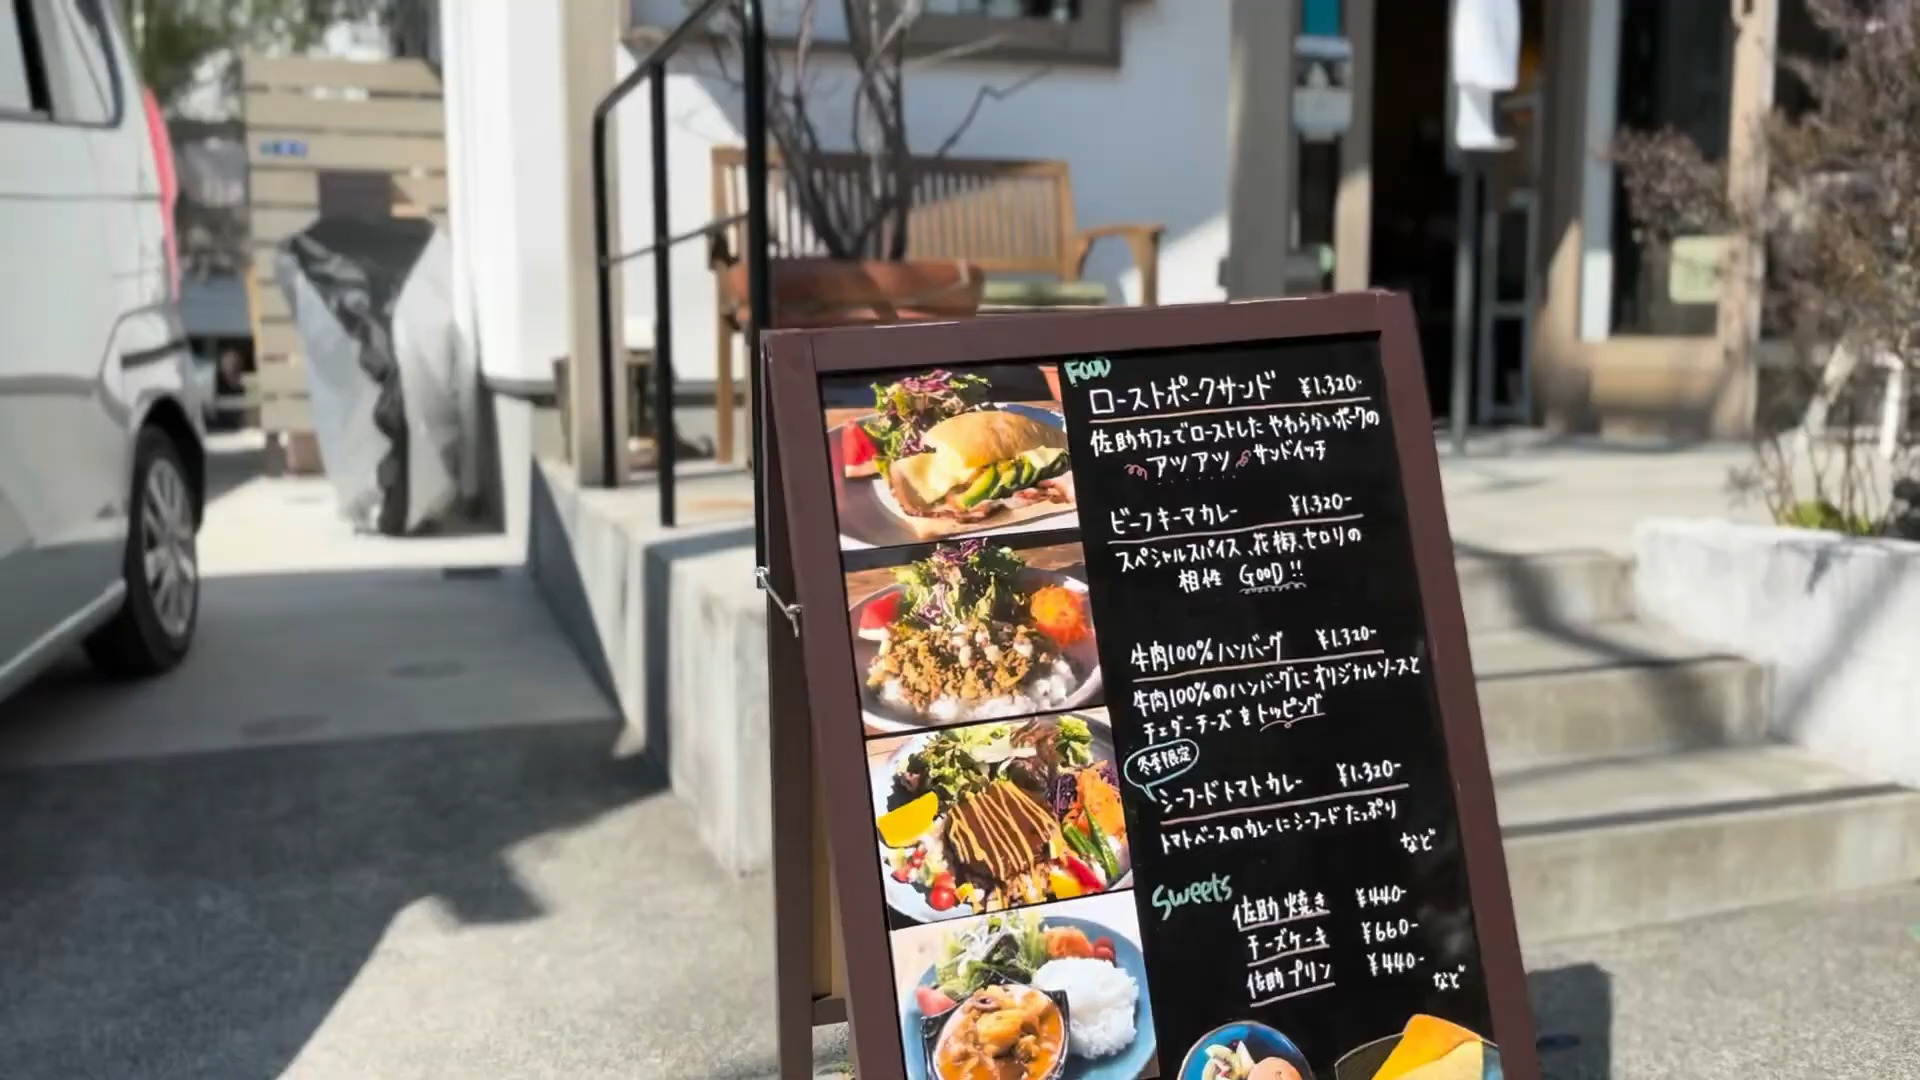 FOOD
ローストポークサンド ¥1.320-
佐助カフェでローストした やわらかいポークの
アツアツ サンドイッチ
ビーフキーマカレー ¥1.320-
スペシャルスパイス、花椒、セロリの
相性 GOOD!!
牛肉100%ハンバーグ ¥1.320-
牛肉100%のハンバーグにオリジナルソースと
チェダーチーズをトッピング
冬季限定
シーフードトマトカレー ¥1.320-
トマトベースのカレーにシーフードたっぷり
など
Sweets
佐助焼き ¥440-
チーズケーキ ¥660-
佐助プリン ¥440-
など